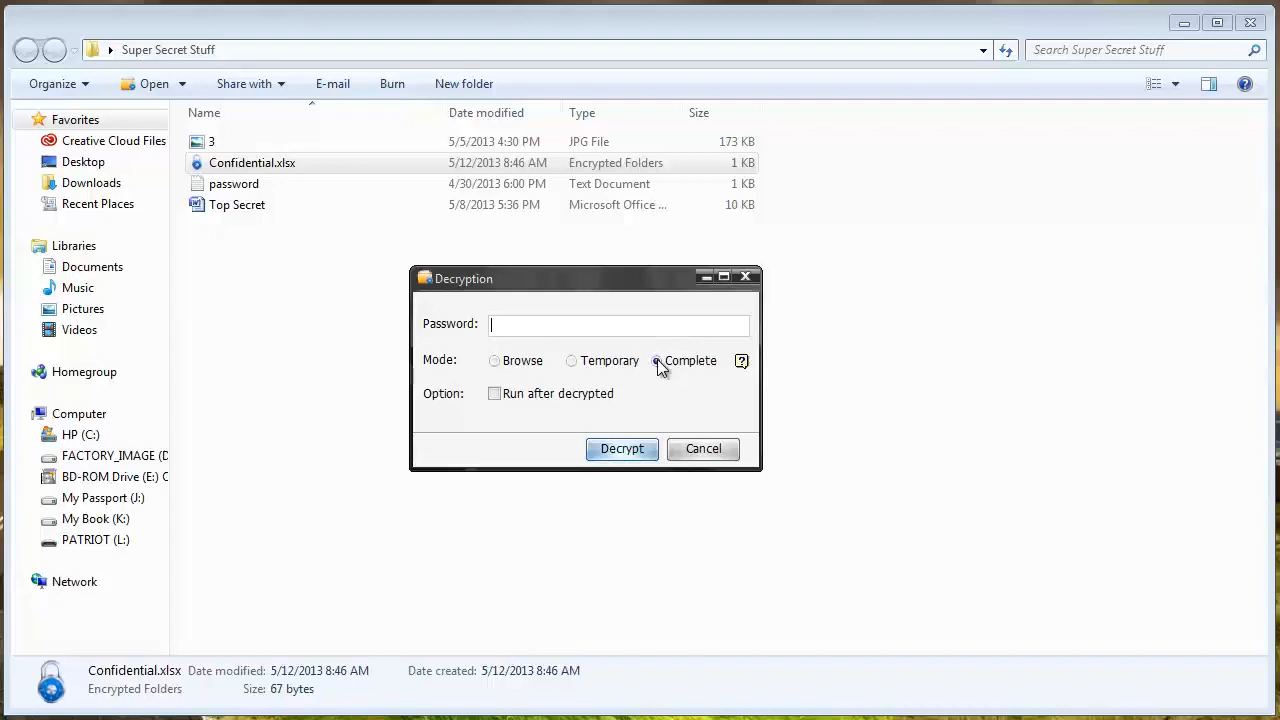 Super Secret Stuff
Search Super Secret Stuff
Organize Open Share with E-mail Burn New folder
Name Date modified Type Size
3 5/5/2013 4:30 PM JPG File 173 KB
Confidential.xlsx 5/12/2013 8:46 AM Encrypted Folders 1 KB
password 4/30/2013 6:00 PM Text Document 1 KB
Top Secret 5/8/2013 5:36 PM Microsoft Office ... 10 KB
Favorites
Creative Cloud Files
Desktop
Downloads
Recent Places
Libraries
Documents
Music
Pictures
Videos
Homegroup
Computer
HP (C:)
FACTORY_IMAGE (D
BD-ROM Drive (E:) C
My Passport (J:)
My Book (K:)
PATRIOT (L:)
Network
Decryption
Password:
Mode: Browse Temporary Complete ?
Option: Run after decrypted
Decrypt Cancel
Confidential.xlsx Date modified: 5/12/2013 8:46 AM Date created: 5/12/2013 8:46 AM
Encrypted Folders Size: 67 bytes